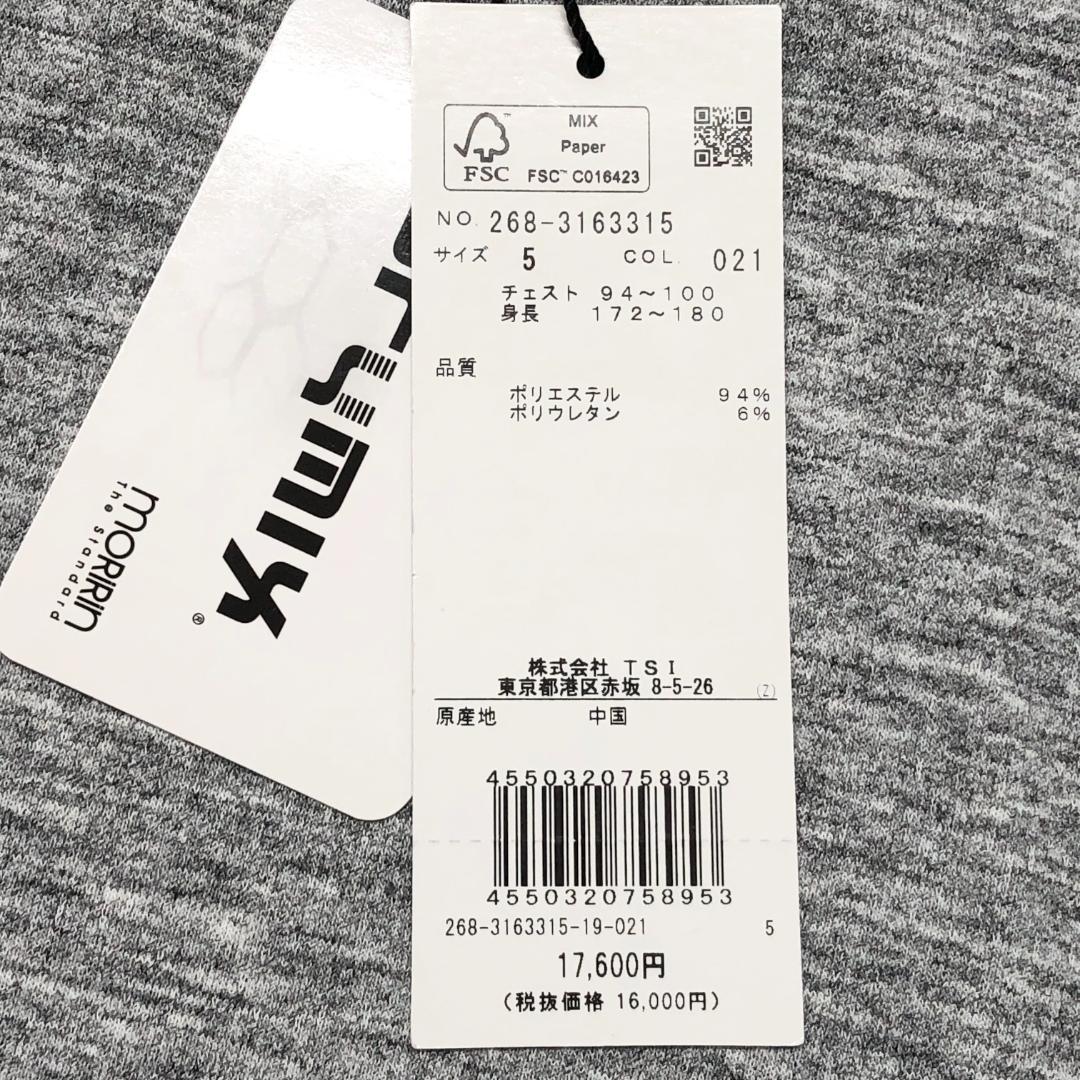 FSC™
MIX
Paper
FSC™ C016423
NO. 268-3163315
サイズ 5 COL. 021
チェスト 94～100
身長 172～180
品質
ポリエステル 94%
ポリウレタン 6%
株式会社 TSI
東京都港区赤坂 8-5-26 (Z)
原産地 中国
4550320758953
4550320758953
268-3163315-19-021 5
17,600円
(税抜価格 16,000円)
MORIRIN
The Standard
®